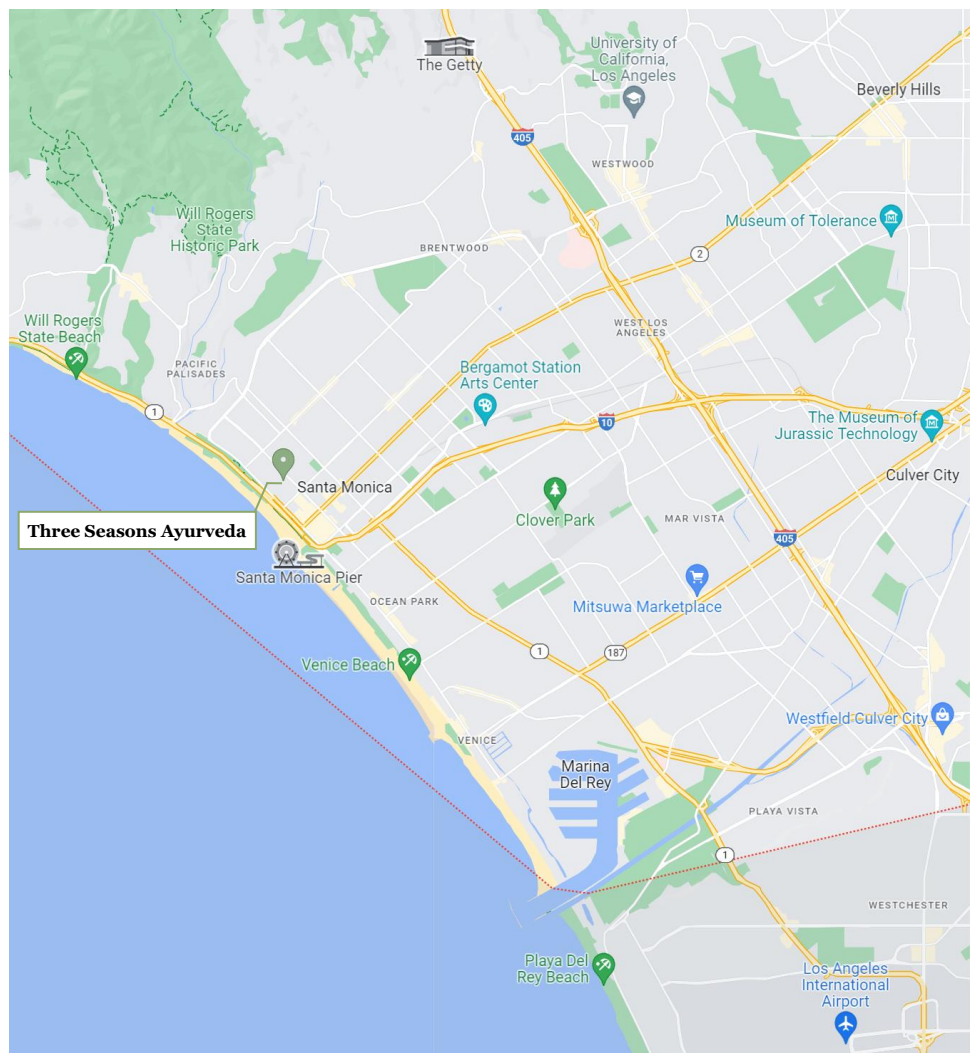 The Getty
University of
California,
Los Angeles
Beverly Hills
405
WESTWOOD
Will Rogers
State
Historic Park
Museum of Tolerance
BRENTWOOD
2
Will Rogers
State Beach
WEST LOS
ANGELES
PACIFIC
PALISADES
Bergamot Station
Arts Center
1
10
The Museum of
Jurassic Technology
Santa Monica
Culver City
Three Seasons Ayurveda
Clover Park
MAR VISTA
405
Santa Monica Pier
OCEAN PARK
Mitsuwa Marketplace
1
187
Venice Beach
Westfield Culver City
VENICE
Marina
Del Rey
PLAYA VISTA
1
WESTCHESTER
Playa Del
Rey Beach
Los Angeles
International
Airport